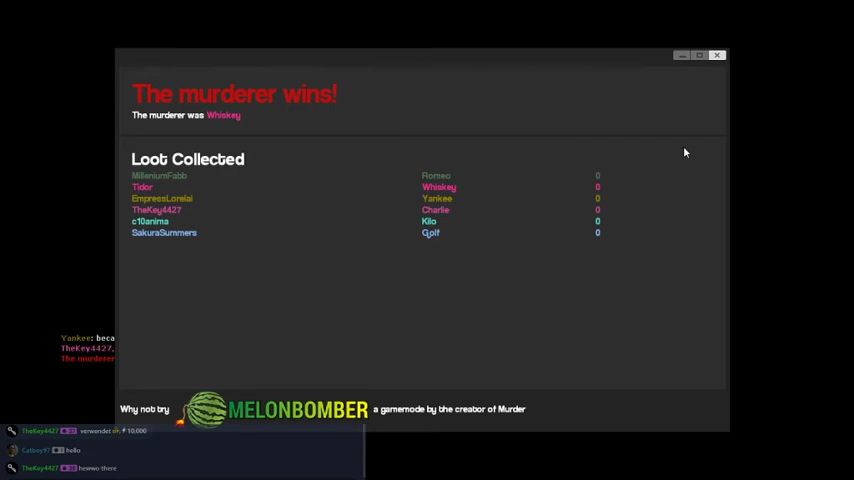 The murderer wins!
The murderer was Whiskey
Loot Collected
MilleniumFabb Romeo 0
Tidor Whiskey 0
EmpressLorelai Yankee 0
TheKey4427 Charlie 0
c10anima Kilo 0
SakuraSummers Golf 0
Yankee: beca
TheKey4427,
The murderer
Why not try MELONBOMBER a gamemode by the creator of Murder
TheKey4427 verwendet 10.000
Catboy97 hello
TheKey4427 hewwo there